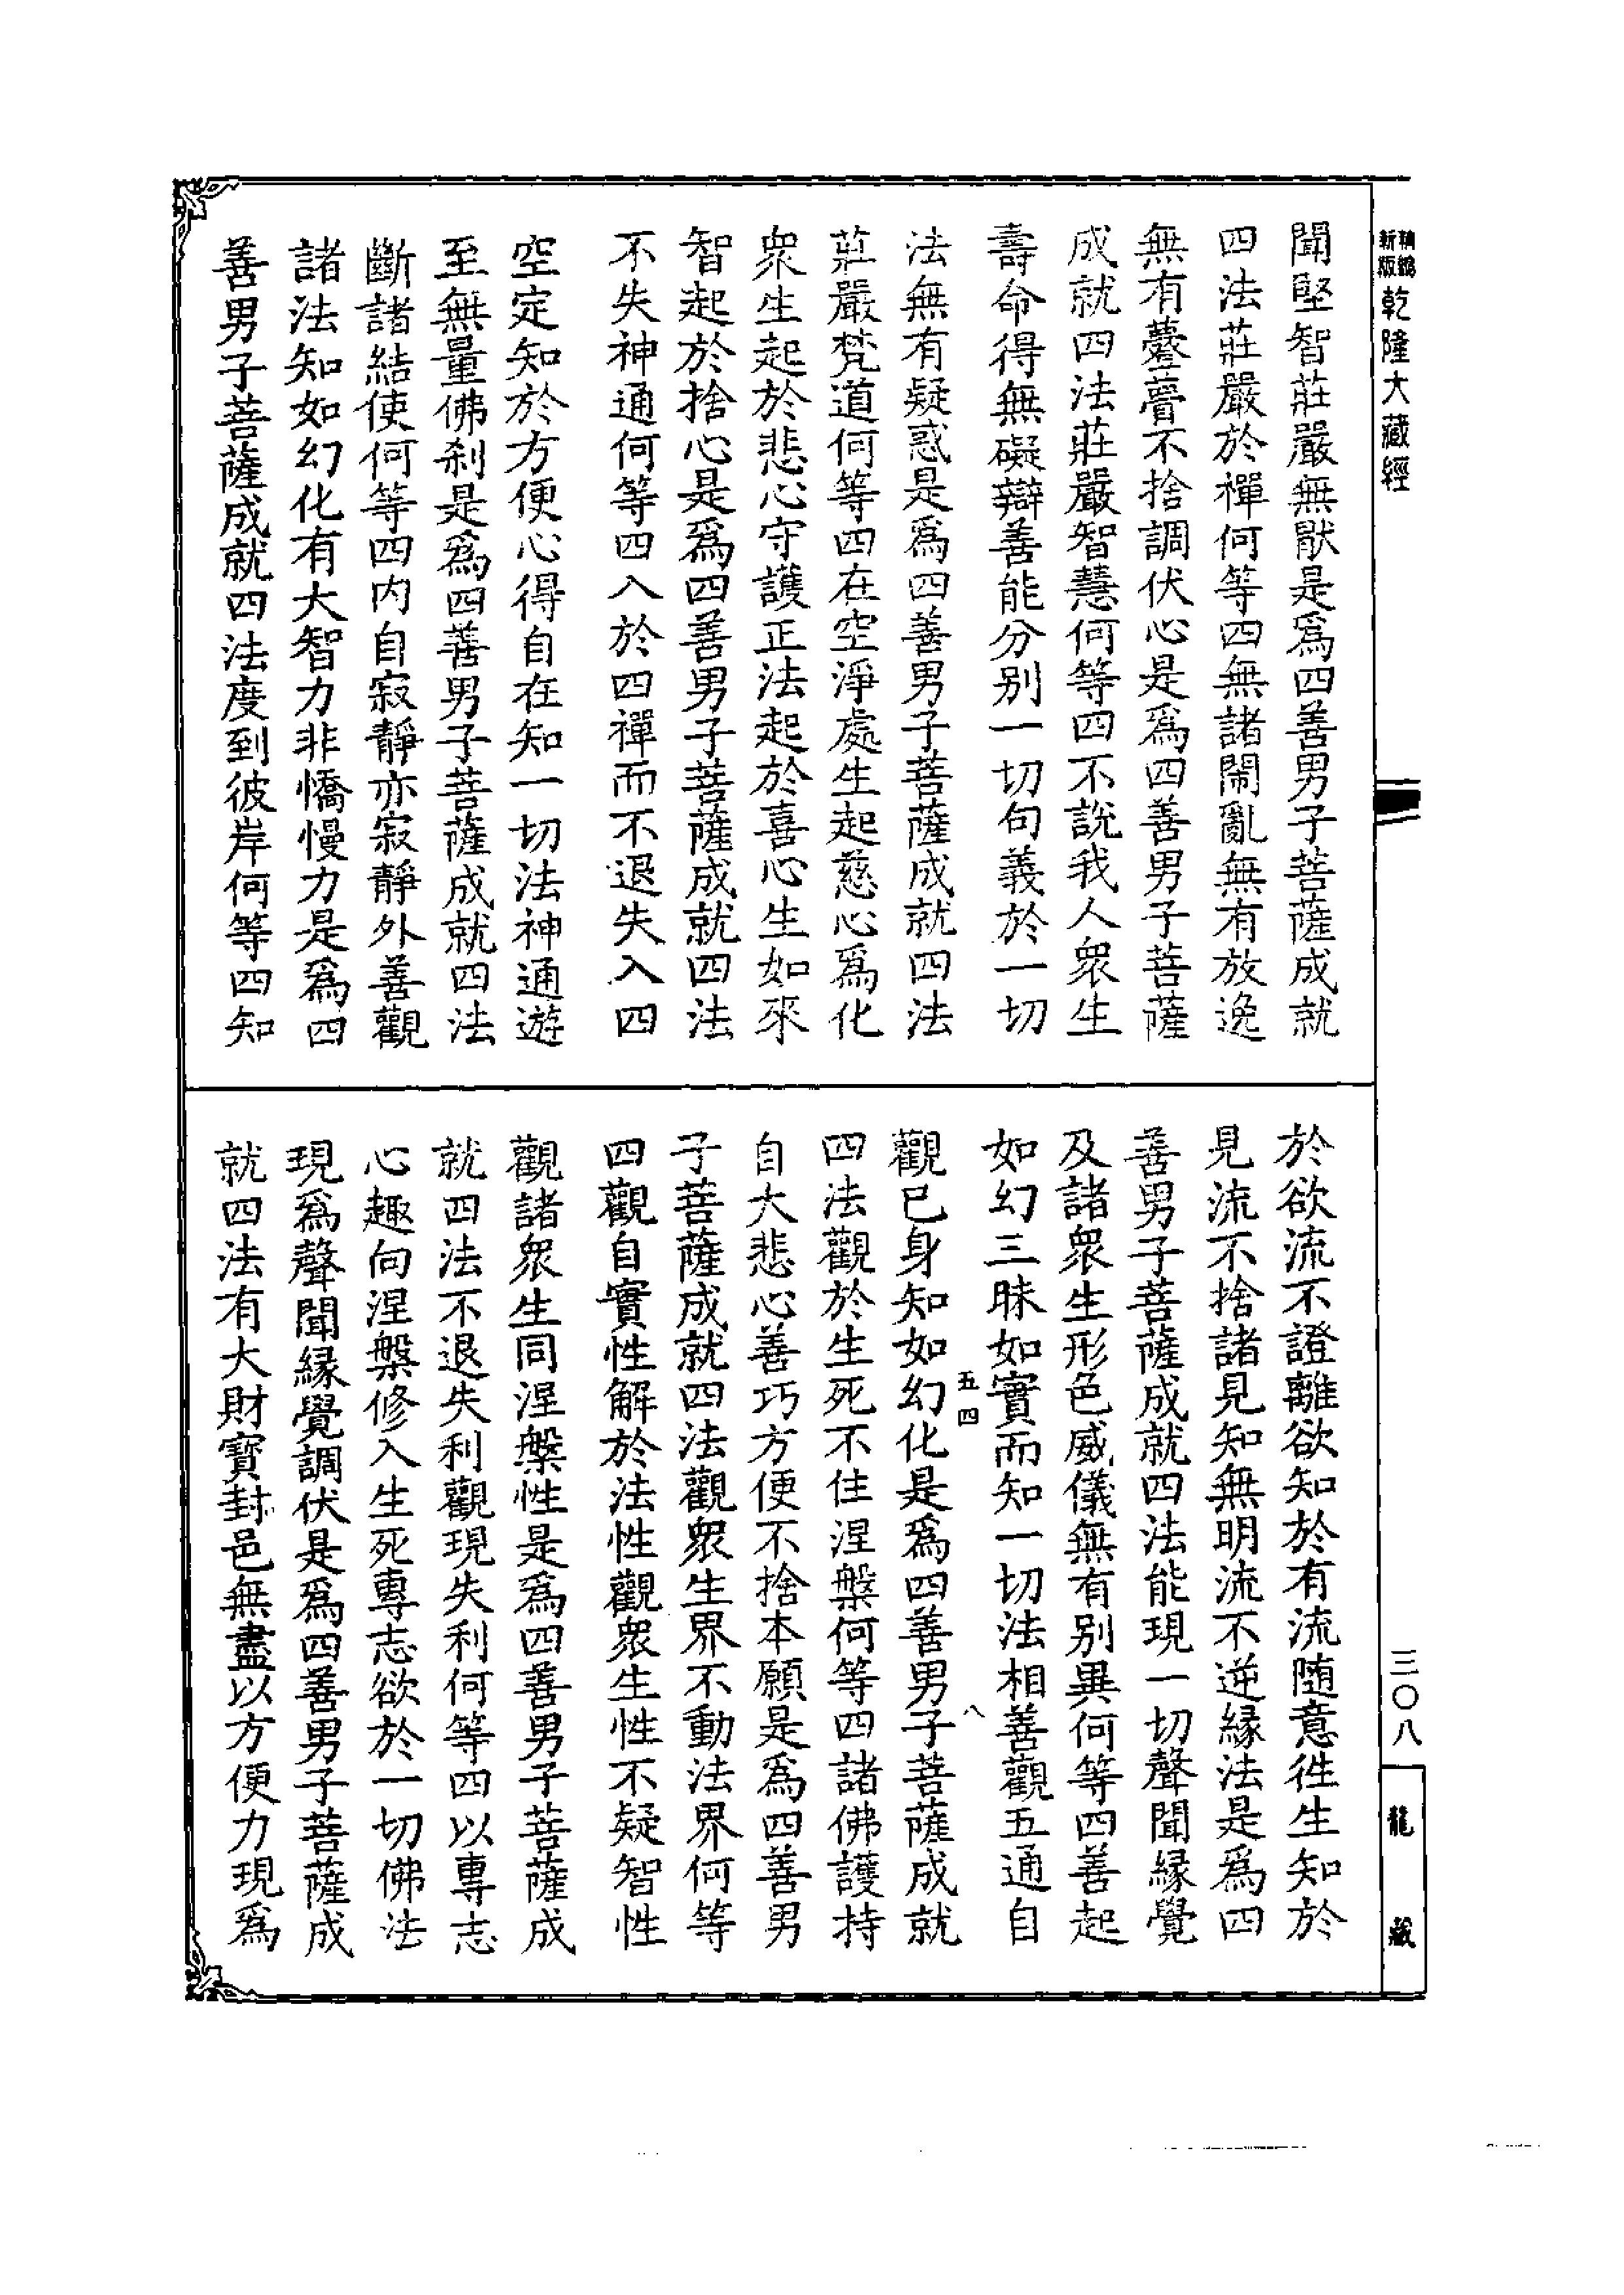 新編縮版 乾隆大藏經
聞堅智莊嚴無猒是爲四善男子菩薩成就
四法莊嚴於禪何等四無諸閙亂無有放逸
無有薹瞢不捨調伏心是爲四善男子菩薩
成就四法莊嚴智慧何等四不說我人衆生
壽命得無礙辯善能分别一切句義於一切
法無有疑惑是爲四善男子菩薩成就四法
莊嚴梵道何等四在空淨處生起慈心爲化
衆生起於悲心守護正法起於喜心生如來
智起於捨心是爲四善男子菩薩成就四法
不失神通何等四入於四禪而不退失入四
空定知於方便心得自在知一切法神通遊
至無量佛刹是爲四善男子菩薩成就四法
斷諸結使何等四内自寂靜亦寂靜外善觀
諸法知如幻化有大智力非憍慢力是爲四
善男子菩薩成就四法度到彼岸何等四知
於欲流不證離欲知於有流随意徃生知於
見流不捨諸見知無明流不逆緣法是爲四
善男子菩薩成就四法能現一切聲聞緣覺
及諸衆生形色威儀無有别異何等四善起
如幻三昧如實而知一切法相善觀五通自
五四
八
觀已身知如幻化是爲四善男子菩薩成就
四法觀於生死不住涅槃何等四諸佛護持
自大悲心善巧方便不捨本願是爲四善男
子菩薩成就四法觀衆生界不動法界何等
四觀自實性解於法性觀衆生性不疑智性
觀諸衆生同涅槃性是爲四善男子菩薩成
就四法不退失利觀現失利何等四以專志
心趣向涅槃修入生死專志欲於一切佛法
現爲聲聞緣覺調伏是爲四善男子菩薩成
就四法有大財寶封邑無盡以方便力現爲
三〇八
龍藏